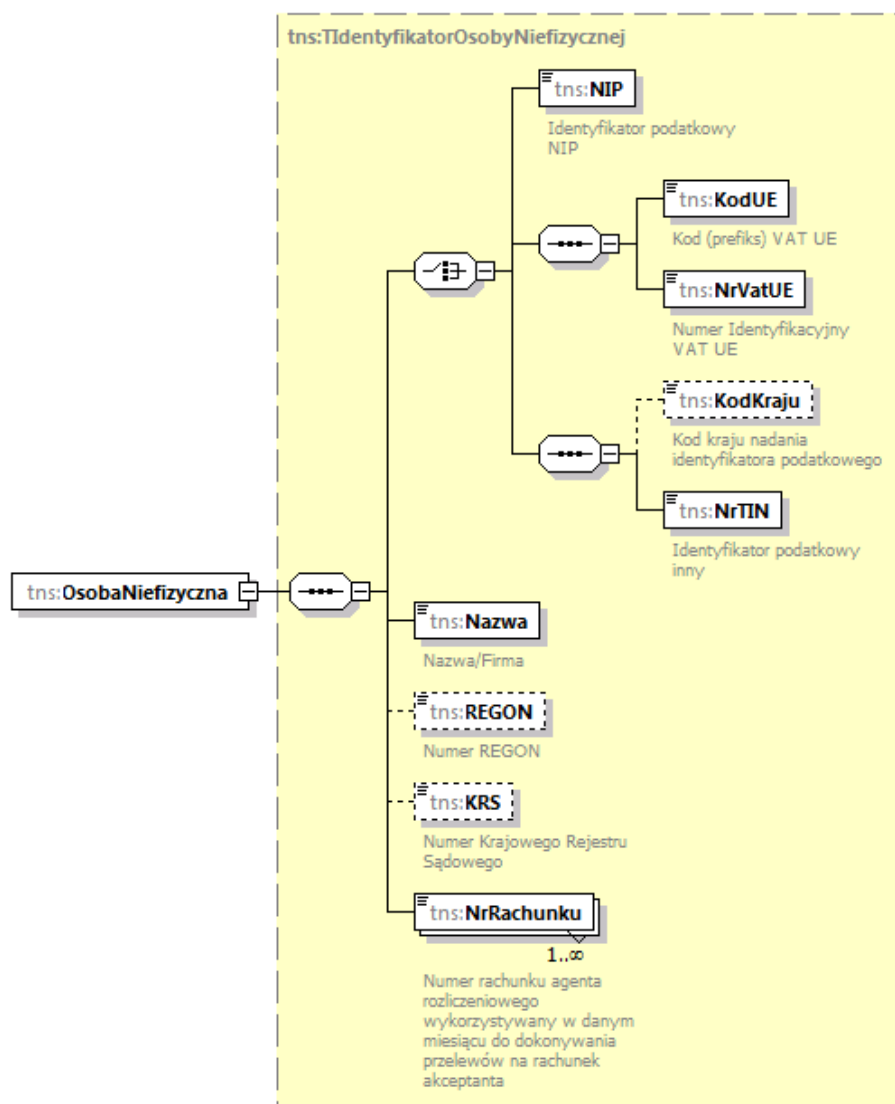 tns:TIdentyfikatorOsobyNiefizycznej
tns:NIP
Identyfikator podatkowy
NIP
tns:KodUE
Kod (prefiks) VAT UE
tns:NrVatUE
Numer Identyfikacyjny
VAT UE
tns:KodKraju
Kod kraju nadania
identyfikatora podatkowego
tns:NrTIN
Identyfikator podatkowy
inny
tns:OsobaNiefizyczna
tns:Nazwa
Nazwa/Firma
tns:REGON
Numer REGON
tns:KRS
Numer Krajowego Rejestru
Sądowego
tns:NrRachunku
1..∞
Numer rachunku agenta
rozliczeniowego
wykorzystywany w danym
miesiącu do dokonywania
przelewów na rachunek
akceptanta